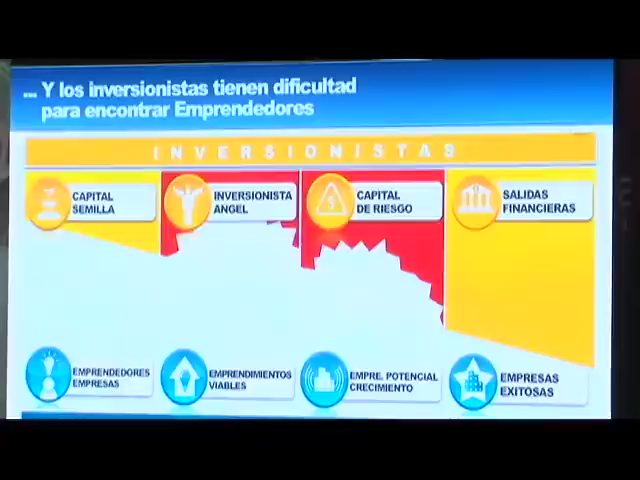 ... Y los inversionistas tienen dificultad
para encontrar Emprendedores
INVERSIONISTAS
CAPITAL
SEMILLA
INVERSIONISTA
ANGEL
CAPITAL
DE RIESGO
SALIDAS
FINANCIERAS
EMPRENDEDORES
EMPRESAS
EMPRENDIMIENTOS
VIABLES
EMPRE. POTENCIAL
CRECIMIENTO
EMPRESAS
EXITOSAS